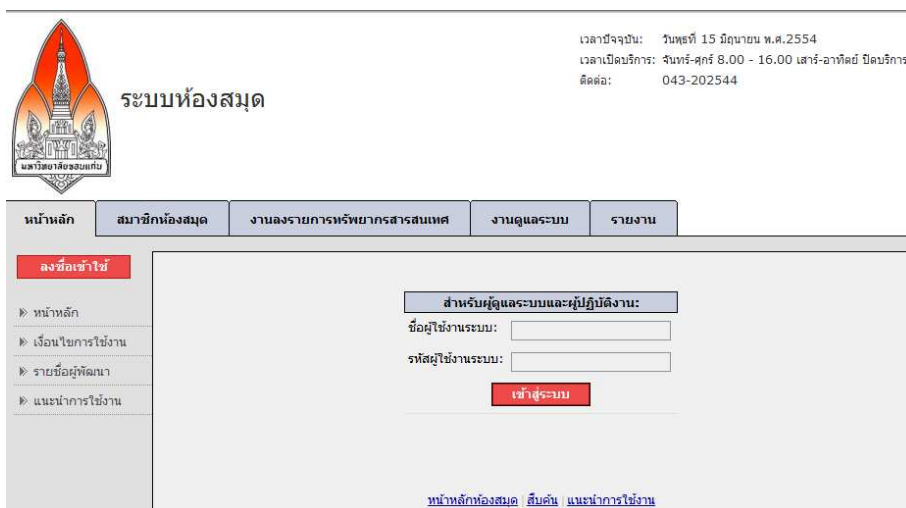 เวลาปัจจุบัน: วันพุธที่ 15 มิถุนายน พ.ศ.2554
เวลาเปิดบริการ: จันทร์-ศุกร์ 8.00 - 16.00 เสาร์-อาทิตย์ ปิดบริการ
ติดต่อ: 043-202544
ระบบห้องสมุด
มหาวิทยาลัยขอนแก่น
หน้าหลัก สมาชิกห้องสมุด งานลงรายการทรัพยากรสารสนเทศ งานดูแลระบบ รายงาน
ลงชื่อเข้าใช้
หน้าหลัก
เงื่อนไขการใช้งาน
รายชื่อผู้พัฒนา
แนะนำการใช้งาน
สำหรับผู้ดูแลระบบและผู้ปฏิบัติงาน:
ชื่อผู้ใช้งานระบบ:
รหัสผู้ใช้งานระบบ:
เข้าสู่ระบบ
หน้าหลักห้องสมุด | สืบค้น | แนะนำการใช้งาน